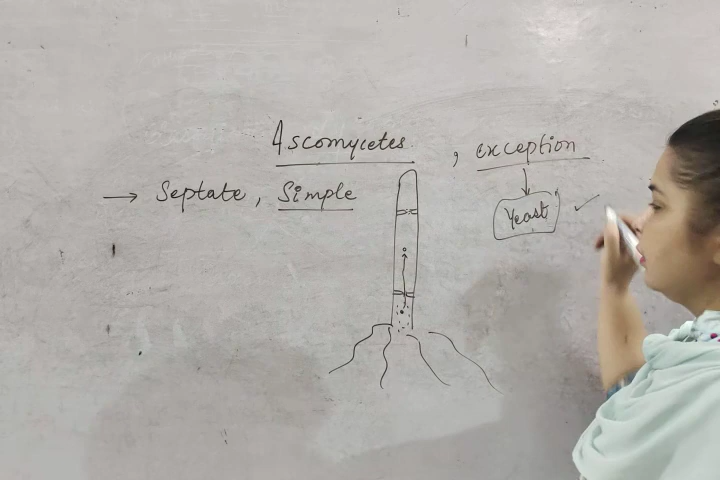 Ascomycetes, exception
→ Septate, Simple
Yeast ✓